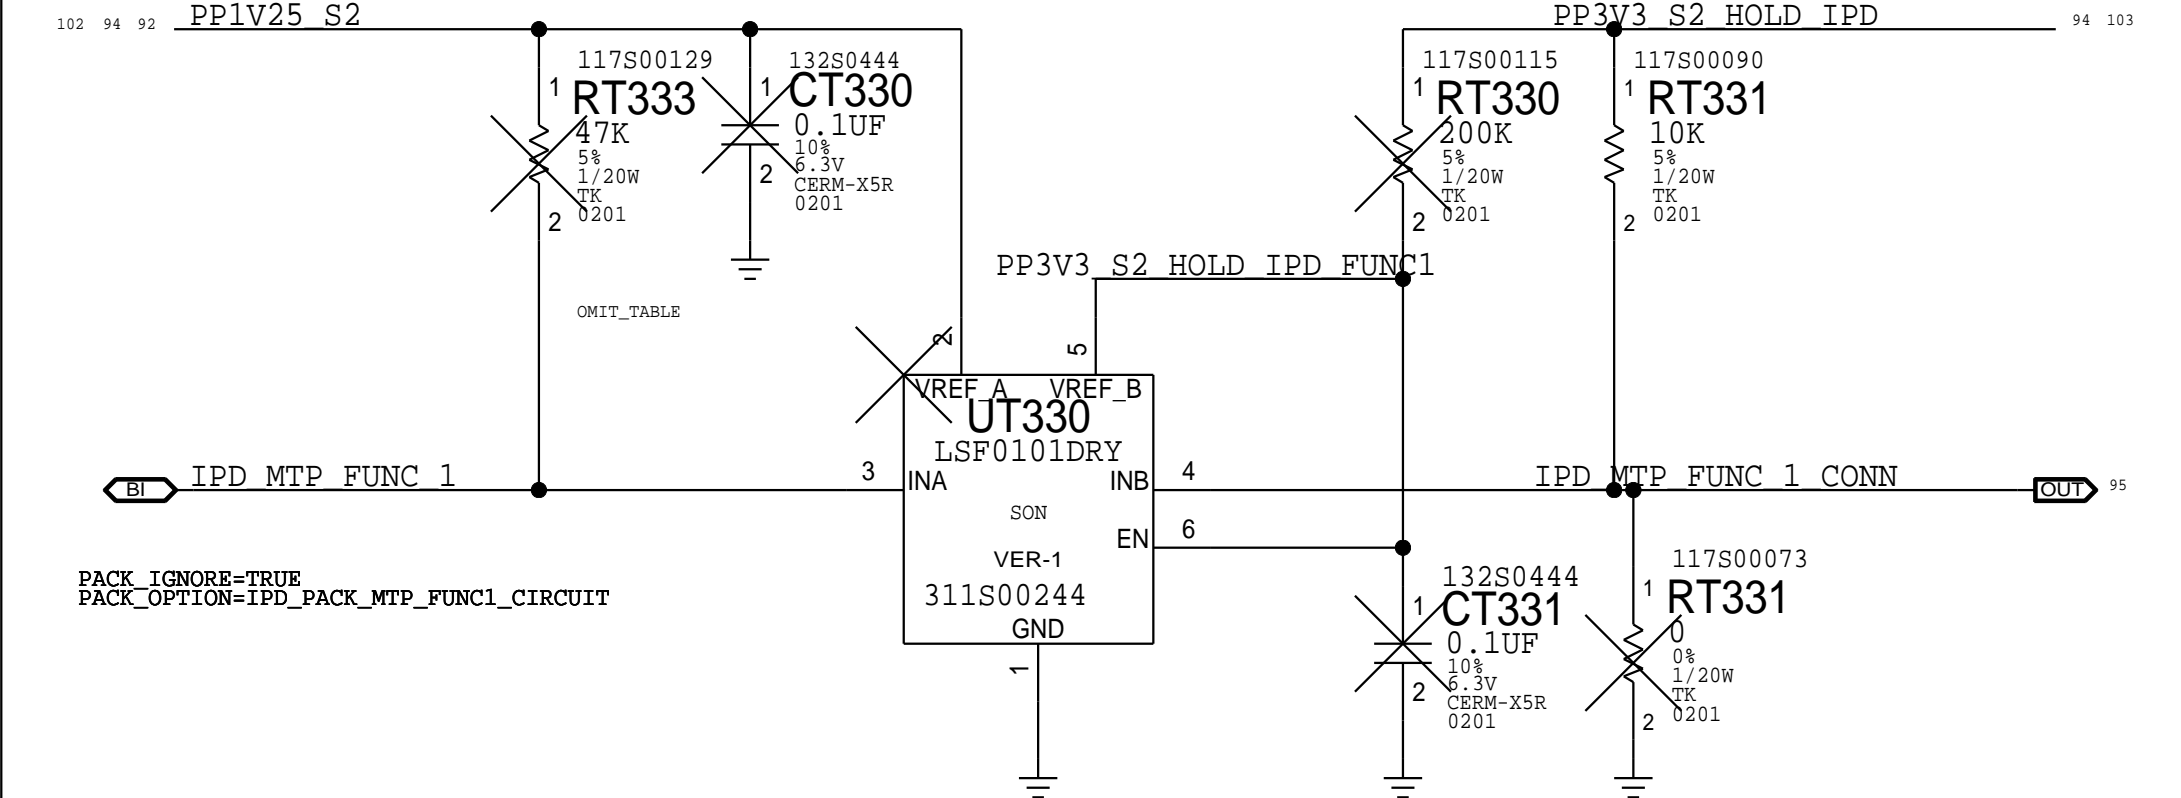 102 94 92
PP1V25_S2
PP3V3_S2_HOLD_IPD
94 103
117S00129
1
RT333
47K
5%
1/20W
TK
0201
2
132S0444
1
CT330
0.1UF
10%
6.3V
CERM-X5R
0201
2
117S00115
1
RT330
200K
5%
1/20W
TK
0201
2
117S00090
1
RT331
10K
5%
1/20W
TK
0201
2
PP3V3_S2_HOLD_IPD_FUNC1
OMIT_TABLE
2
5
VREF_A
VREF_B
UT330
LSF0101DRY
BI
IPD_MTP_FUNC_1
3
INA
INB
4
IPD_MTP_FUNC_1_CONN
OUT
95
SON
EN
6
VER-1
311S00244
GND
1
PACK_IGNORE=TRUE
PACK_OPTION=IPD_PACK_MTP_FUNC1_CIRCUIT
132S0444
1
CT331
0.1UF
10%
6.3V
CERM-X5R
0201
2
117S00073
1
RT331
0
0%
1/20W
TK
0201
2